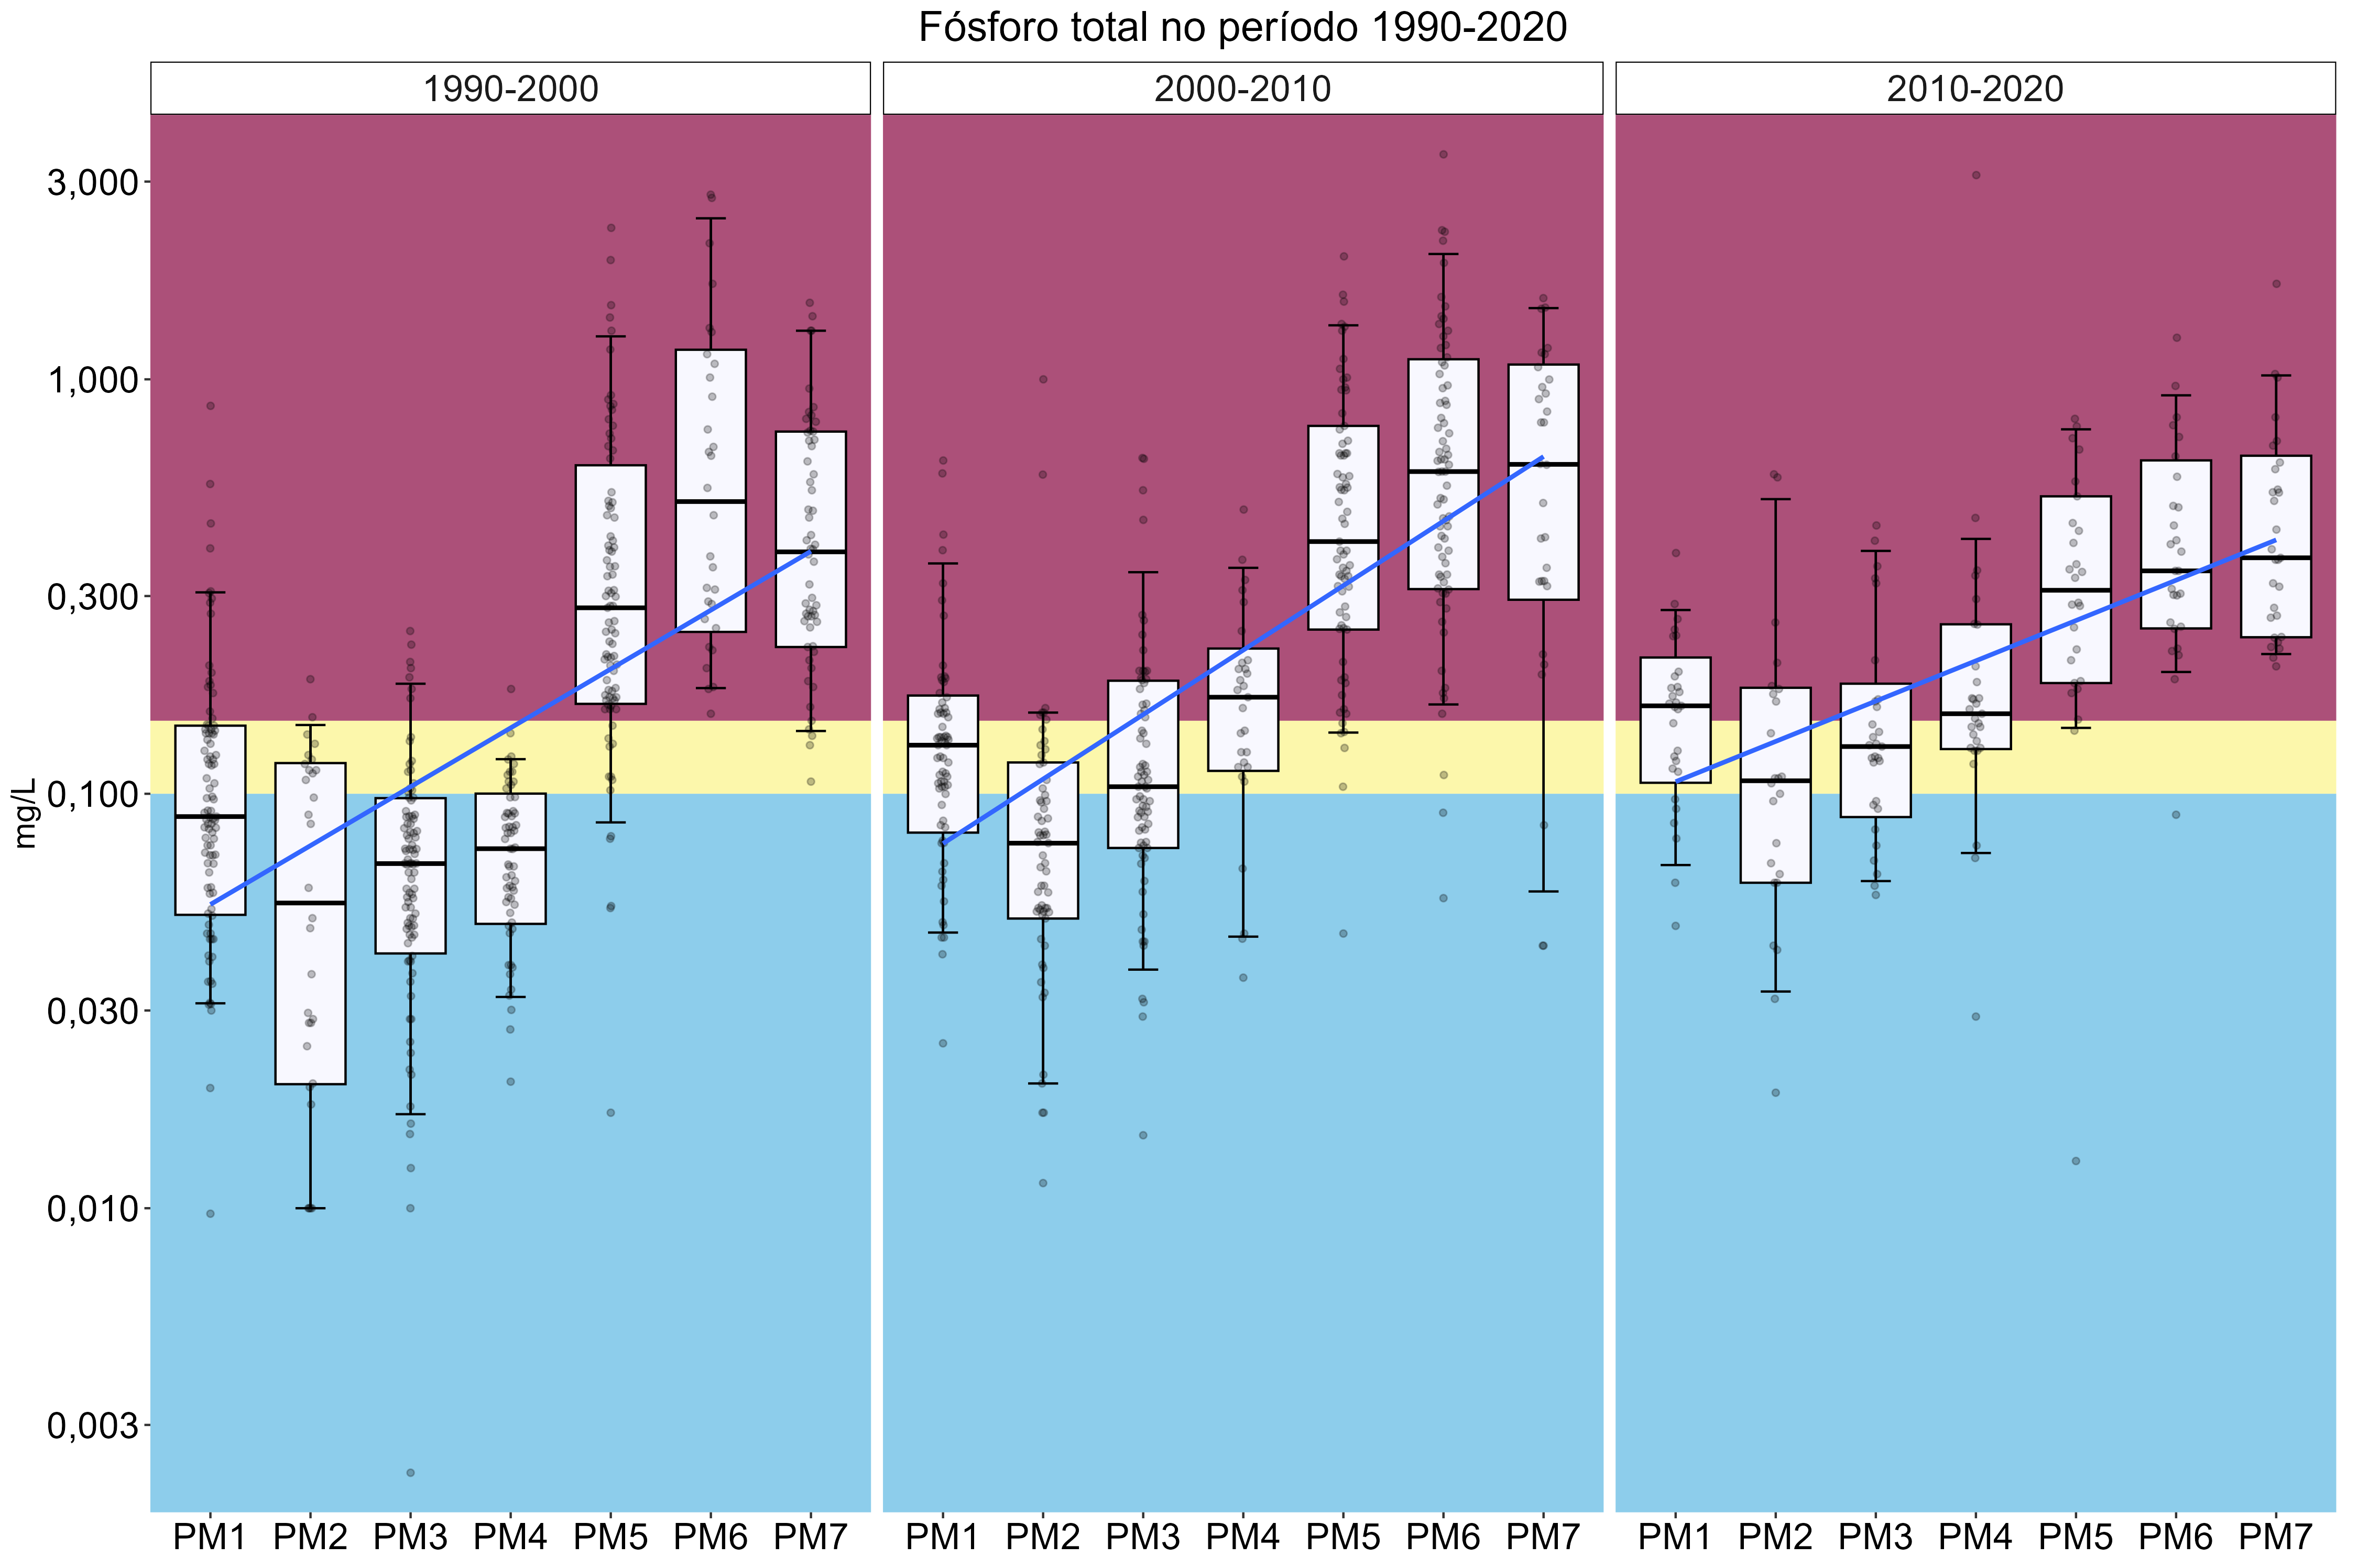 Fósforo total no período 1990-2020
1990-2000
2000-2010
2010-2020
mg/L
3,000
1,000
0,300
0,100
0,030
0,010
0,003
PM1 PM2 PM3 PM4 PM5 PM6 PM7
PM1 PM2 PM3 PM4 PM5 PM6 PM7
PM1 PM2 PM3 PM4 PM5 PM6 PM7